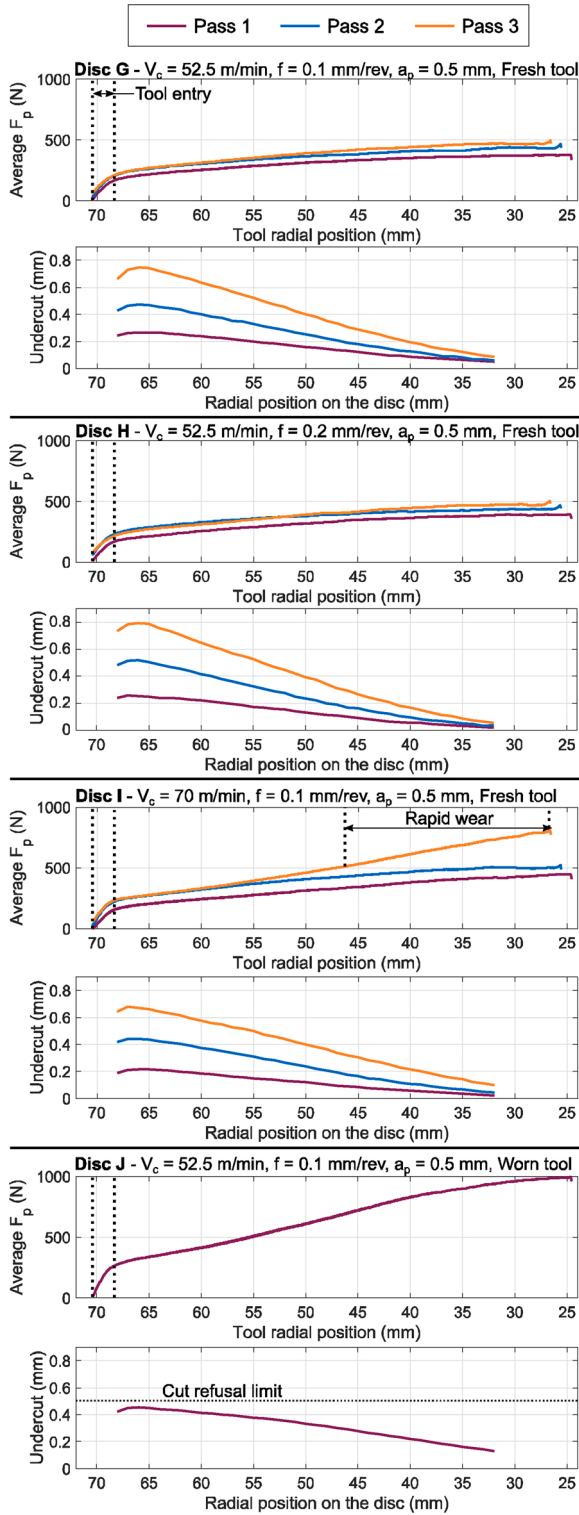 Pass 1 Pass 2 Pass 3
Disc G - Vc = 52.5 m/min, f = 0.1 mm/rev, ap = 0.5 mm, Fresh tool
Average Fp (N)
1000
500
0
Tool entry
70 65 60 55 50 45 40 35 30 25
Tool radial position (mm)
Undercut (mm)
0.8
0.6
0.4
0.2
0
70 65 60 55 50 45 40 35 30 25
Radial position on the disc (mm)
Disc H - Vc = 52.5 m/min, f = 0.2 mm/rev, ap = 0.5 mm, Fresh tool
Average Fp (N)
1000
500
0
70 65 60 55 50 45 40 35 30 25
Tool radial position (mm)
Undercut (mm)
0.8
0.6
0.4
0.2
0
70 65 60 55 50 45 40 35 30 25
Radial position on the disc (mm)
Disc I - Vc = 70 m/min, f = 0.1 mm/rev, ap = 0.5 mm, Fresh tool
Average Fp (N)
1000
500
0
Rapid wear
70 65 60 55 50 45 40 35 30 25
Tool radial position (mm)
Undercut (mm)
0.8
0.6
0.4
0.2
0
70 65 60 55 50 45 40 35 30 25
Radial position on the disc (mm)
Disc J - Vc = 52.5 m/min, f = 0.1 mm/rev, ap = 0.5 mm, Worn tool
Average Fp (N)
1000
500
0
70 65 60 55 50 45 40 35 30 25
Tool radial position (mm)
Undercut (mm)
0.8
0.6
0.4
0.2
0
Cut refusal limit
70 65 60 55 50 45 40 35 30 25
Radial position on the disc (mm)